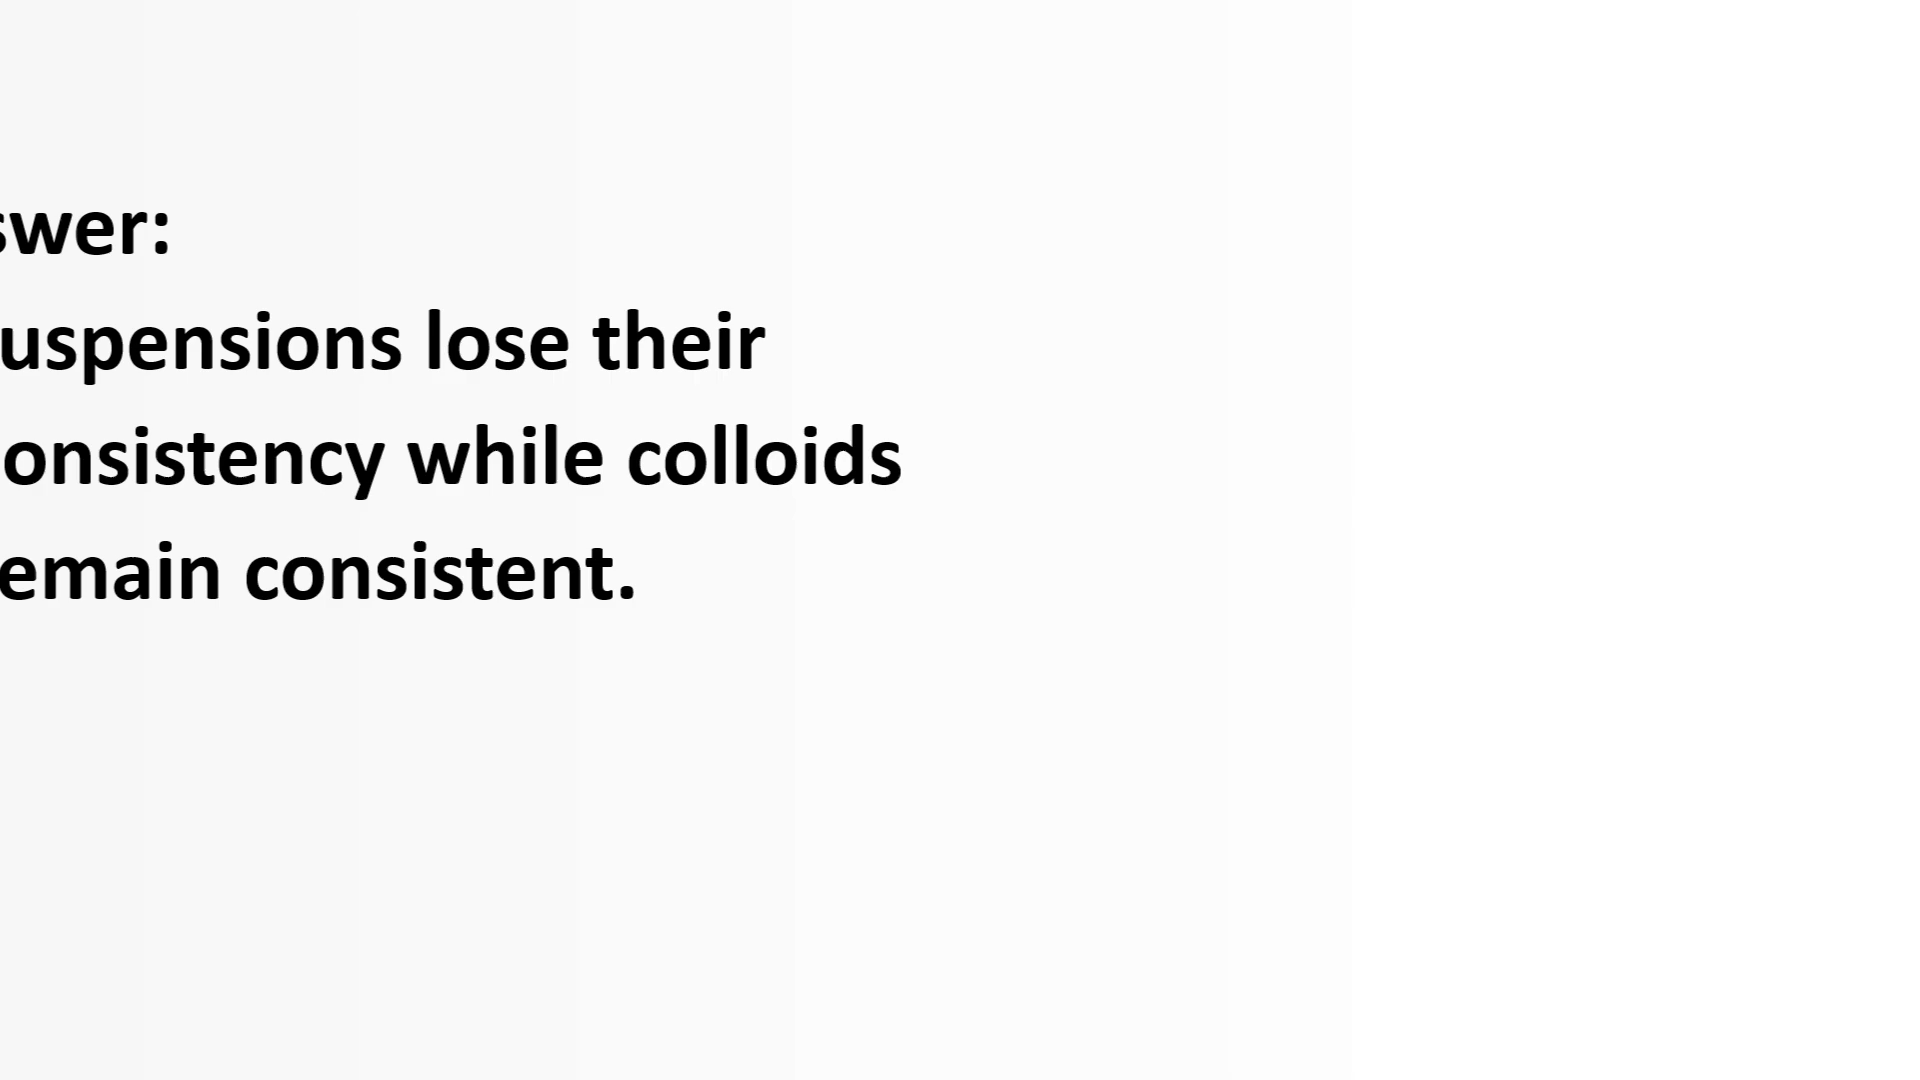 swer:
uspensions lose their
onsistency while colloids
emain consistent.